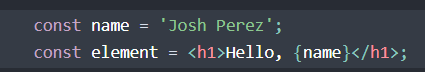 const name = 'Josh Perez';
const element = <h1>Hello, {name}</h1>;